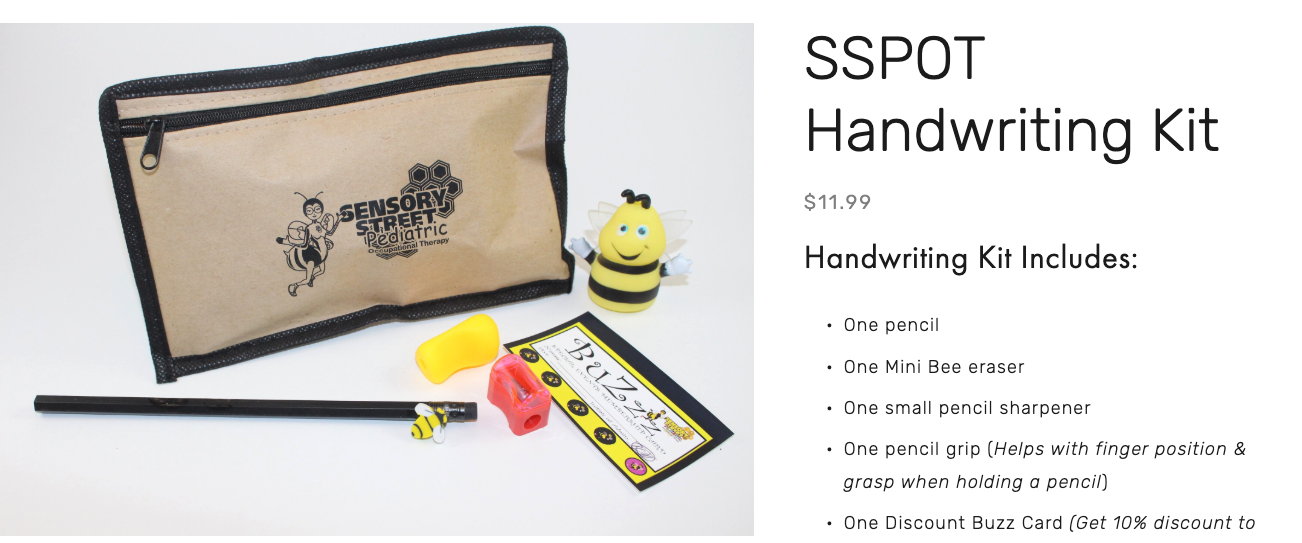 SENSORY
STREET
Pediatric
Occupational Therapy
BuZzzz
SSPOT
Handwriting Kit
$11.99
Handwriting Kit Includes:
• One pencil
• One Mini Bee eraser
• One small pencil sharpener
• One pencil grip (Helps with finger position &
grasp when holding a pencil)
• One Discount Buzz Card (Get 10% discount to